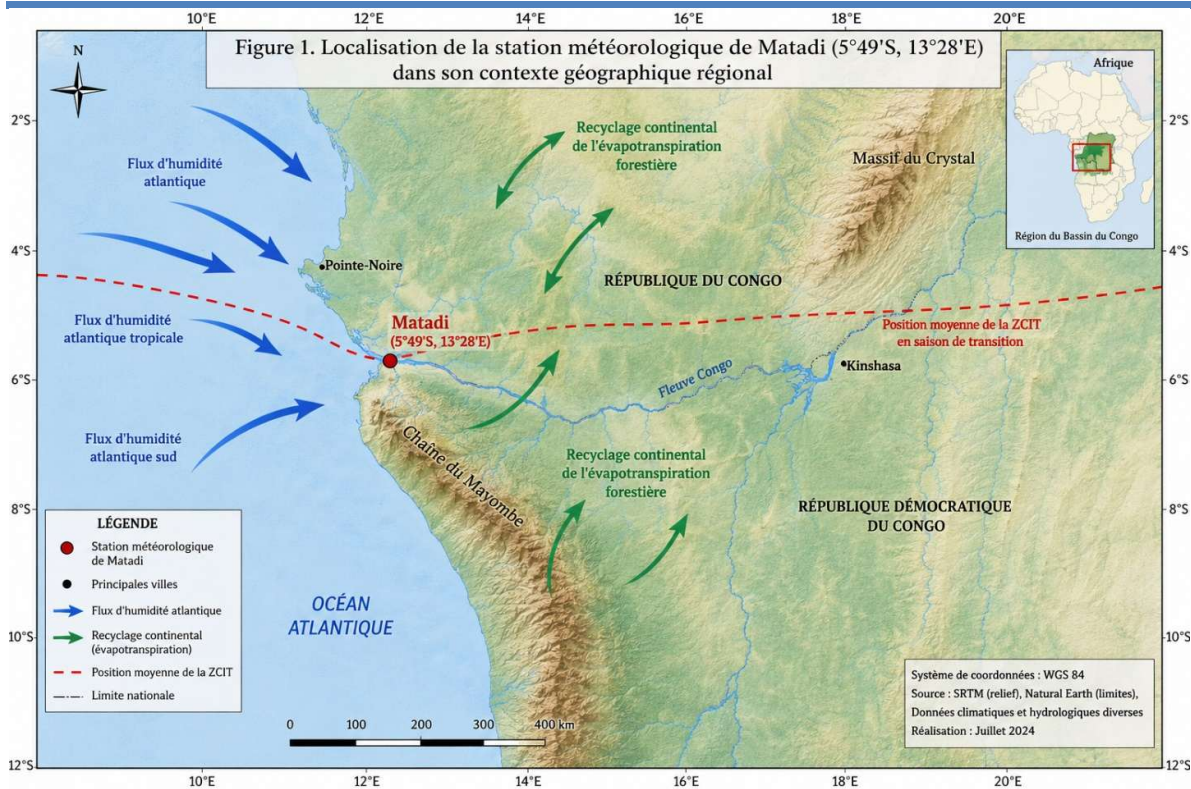 10°E
12°E
14°E
16°E
18°E
20°E
Figure 1. Localisation de la station météorologique de Matadi (5°49'S, 13°28'E)
dans son contexte géographique régional
N
Afrique
Région du Bassin du Congo
2°S
2°S
Flux d'humidité
atlantique
Recyclage continental
de l'évapotranspiration
forestière
Massif du Crystal
4°S
4°S
Pointe-Noire
RÉPUBLIQUE DU CONGO
Flux d'humidité
atlantique tropicale
Matadi
(5°49'S, 13°28'E)
Position moyenne de la ZCIT
en saison de transition
6°S
6°S
Fleuve Congo
Kinshasa
Flux d'humidité
atlantique sud
Chaîne du Mayombe
Recyclage continental
de l'évapotranspiration
forestière
8°S
8°S
RÉPUBLIQUE DÉMOCRATIQUE
DU CONGO
LÉGENDE
Station météorologique
de Matadi
Principales villes
Flux d'humidité atlantique
Recyclage continental
(évapotranspiration)
Position moyenne de la ZCIT
Limite nationale
OCÉAN
ATLANTIQUE
10°S
10°S
0 100 200 300 400 km
Système de coordonnées : WGS 84
Source : SRTM (relief), Natural Earth (limites),
Données climatiques et hydrologiques diverses
Réalisation : Juillet 2024
12°S
12°S
10°E
12°E
14°E
16°E
18°E
20°E